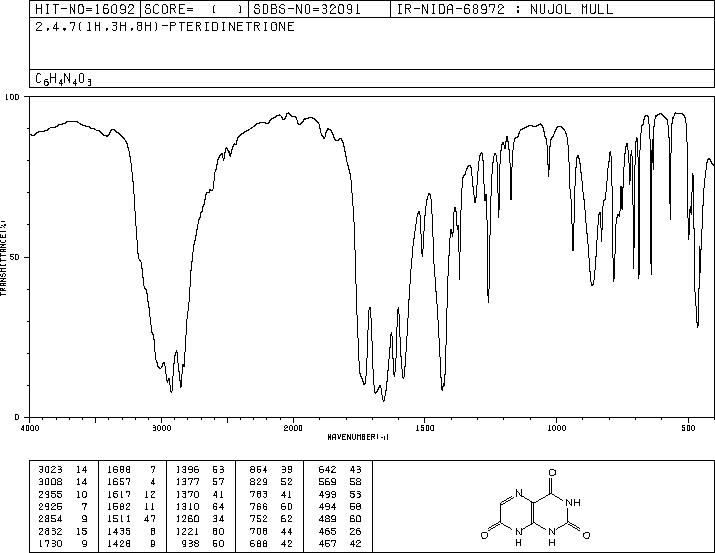 HIT-NO=16092 SCORE= ( ) SDBS-NO=32091 IR-NIDA-68972 : NUJOL MULL
2,4,7(1H,3H,8H)-PTERIDINETRIONE
C6H4N4O3
100
50
0
TRANSMITTANCE(%)
4000 3000 2000 1500 1000 500
WAVENUMBER(-1)
3023 14 1688 7 1396 53 864 39 642 43
3008 14 1657 4 1377 57 829 52 569 58
2955 10 1617 12 1370 41 783 41 499 53
2925 7 1582 11 1310 64 766 60 494 58
2854 9 1511 47 1260 34 752 62 489 60
2832 15 1435 8 1221 60 708 44 465 26
1730 9 1428 9 938 50 688 42 457 42
O
N
NH
O
N
H
N
H
O